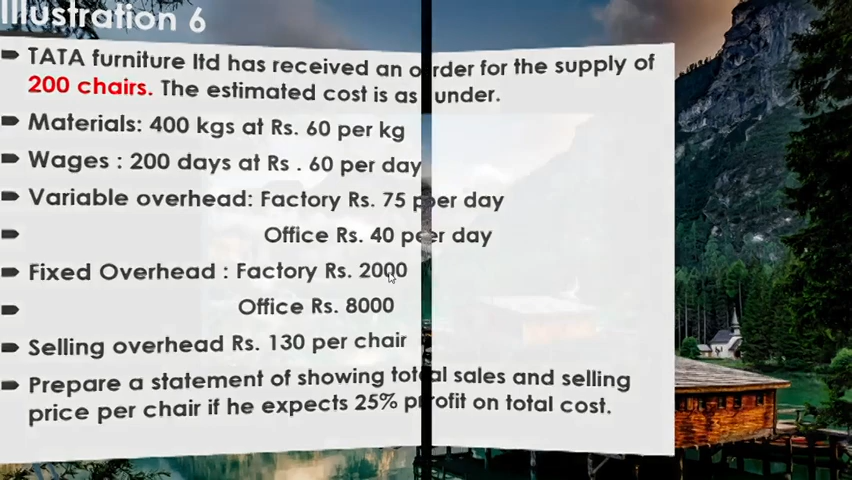 Illustration 6
TATA furniture ltd has received an order for the supply of
200 chairs. The estimated cost is as under.
Materials: 400 kgs at Rs. 60 per kg
Wages : 200 days at Rs . 60 per day
Variable overhead: Factory Rs. 75 per day
Office Rs. 40 per day
Fixed Overhead : Factory Rs. 2000
Office Rs. 8000
Selling overhead Rs. 130 per chair
Prepare a statement of showing total sales and selling
price per chair if he expects 25% profit on total cost.